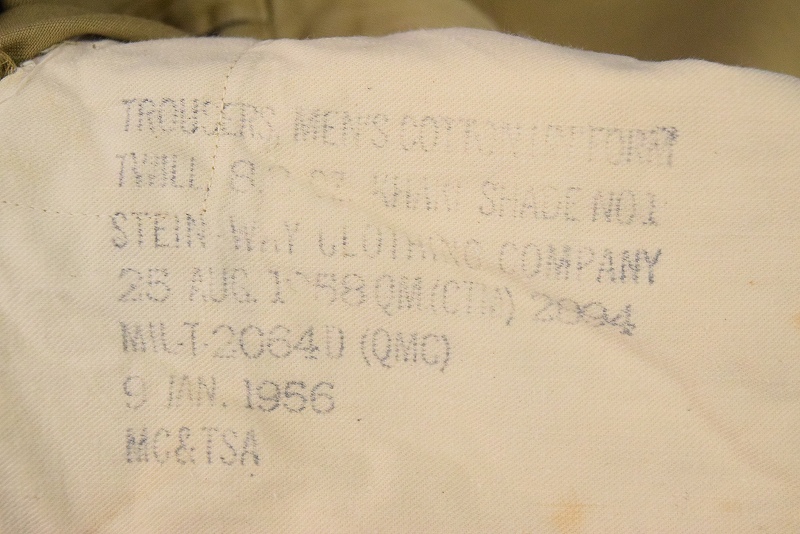 TROUSERS, MEN'S COTTON UNIFORM
TWILL 8.2 OZ. KHAKI SHADE NO.1
STEIN-WAY CLOTHING COMPANY
25 AUG. 1958 QM(CTM) 2894
MIL-T-2064D (QMC)
9 JAN. 1956
MC&TSA